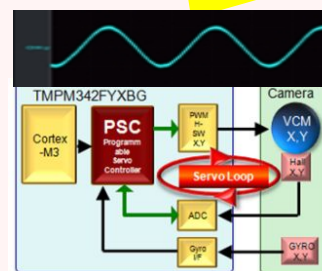 TMPM342FYXBG
Camera
Cortex
-M3
PSC
Programm
able
Servo
Controller
PWM
H-
SW
X,Y
VCM
X,Y
Hall
X,Y
Servo Loop
ADC
Gyro
I/F
GYRO
X,Y